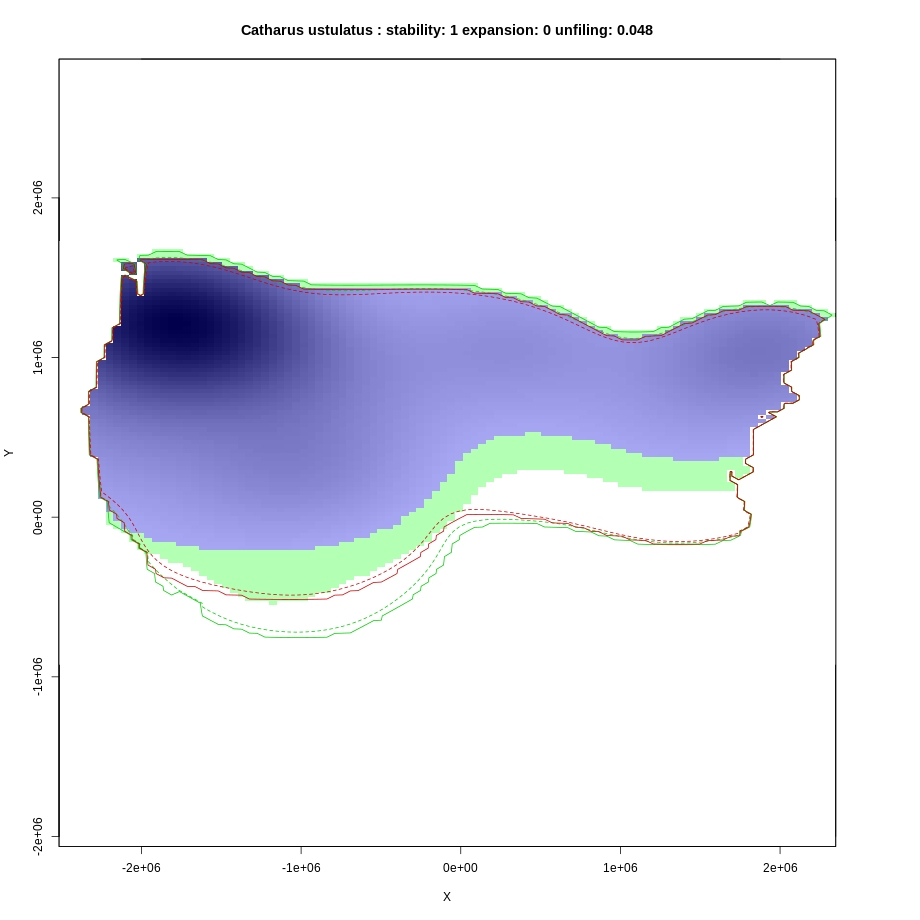 Catharus ustulatus : stability: 1 expansion: 0 unfiling: 0.048
2e+06
1e+06
Y
0e+00
-1e+06
-2e+06
-2e+06 -1e+06 0e+00 1e+06 2e+06
X